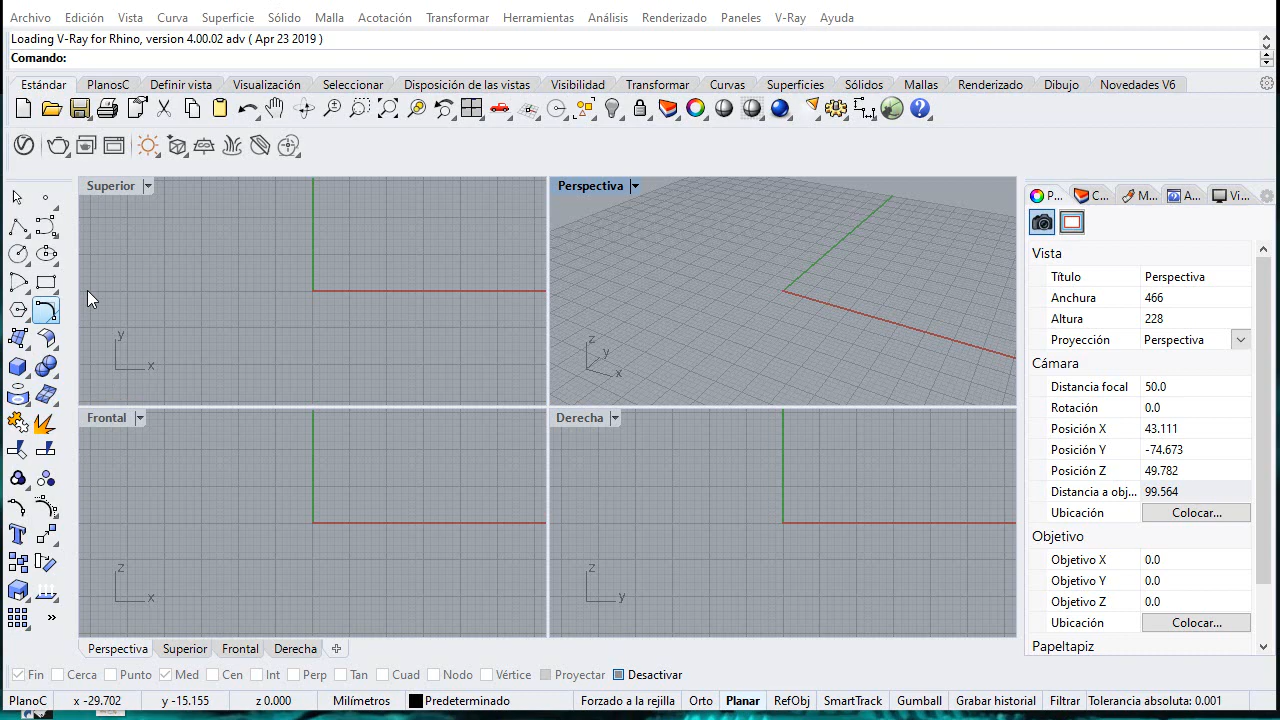 Archivo Edición Vista Curva Superficie Sólido Malla Acotación Transformar Herramientas Análisis Renderizado Paneles V-Ray Ayuda
Loading V-Ray for Rhino, version 4.00.02 adv ( Apr 23 2019 )
Comando:
Estándar PlanosC Definir vista Visualización Seleccionar Disposición de las vistas Visibilidad Transformar Curvas Superficies Sólidos Mallas Renderizado Dibujo Novedades V6
Superior Perspectiva
P... C... M... A... Vi...
Vista
Título Perspectiva
Anchura 466
Altura 228
Proyección Perspectiva
Cámara
Distancia focal 50.0
Rotación 0.0
Posición X 43.111
Posición Y -74.673
Posición Z 49.782
Distancia a obj... 99.564
Ubicación Colocar...
Objetivo
Objetivo X 0.0
Objetivo Y 0.0
Objetivo Z 0.0
Ubicación Colocar...
Papeltapiz
y
x
z
y
x
Frontal Derecha
z
x
z
y
Perspectiva Superior Frontal Derecha
Fin Cerca Punto Med Cen Int Perp Tan Cuad Nodo Vértice Proyectar Desactivar
PlanoC x -29.702 y -15.155 z 0.000 Milímetros Predeterminado Forzado a la rejilla Orto Planar RefObj SmartTrack Gumball Grabar historial Filtrar Tolerancia absoluta: 0.001